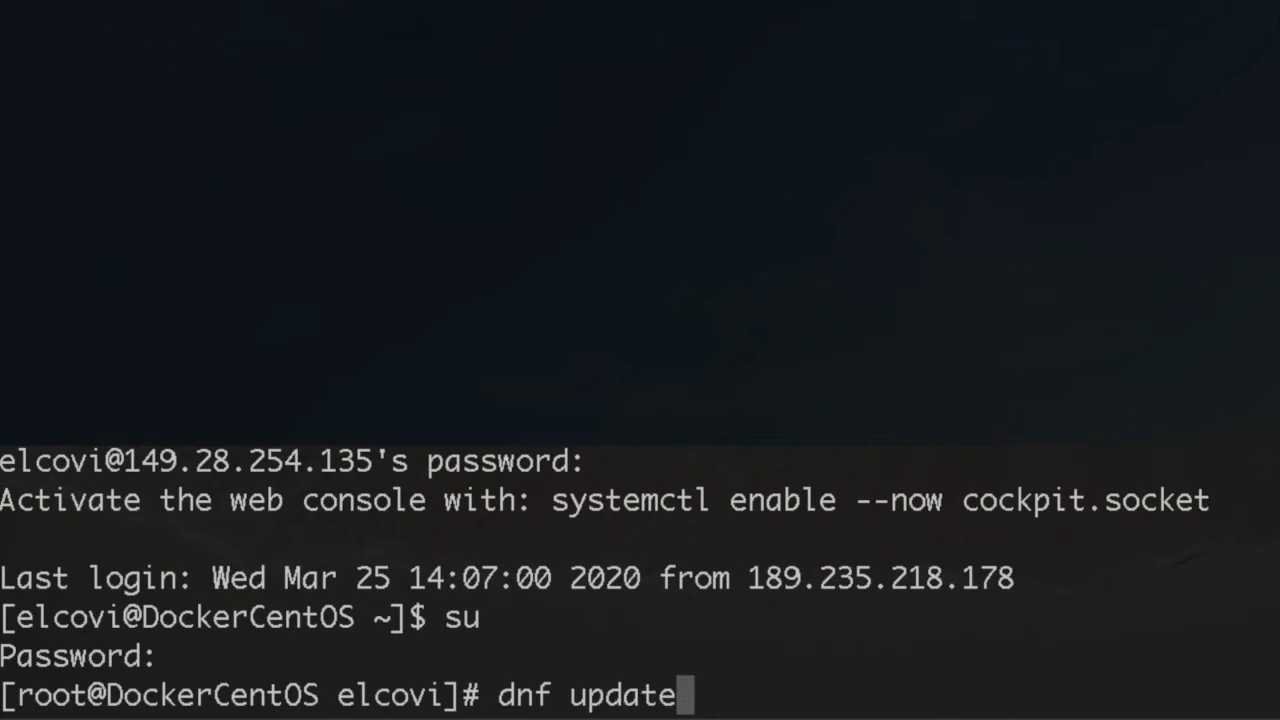 elcovi@149.28.254.135's password:
Activate the web console with: systemctl enable --now cockpit.socket
Last login: Wed Mar 25 14:07:00 2020 from 189.235.218.178
[elcovi@DockerCentOS ~]$ su
Password:
[root@DockerCentOS elcovi]# dnf update